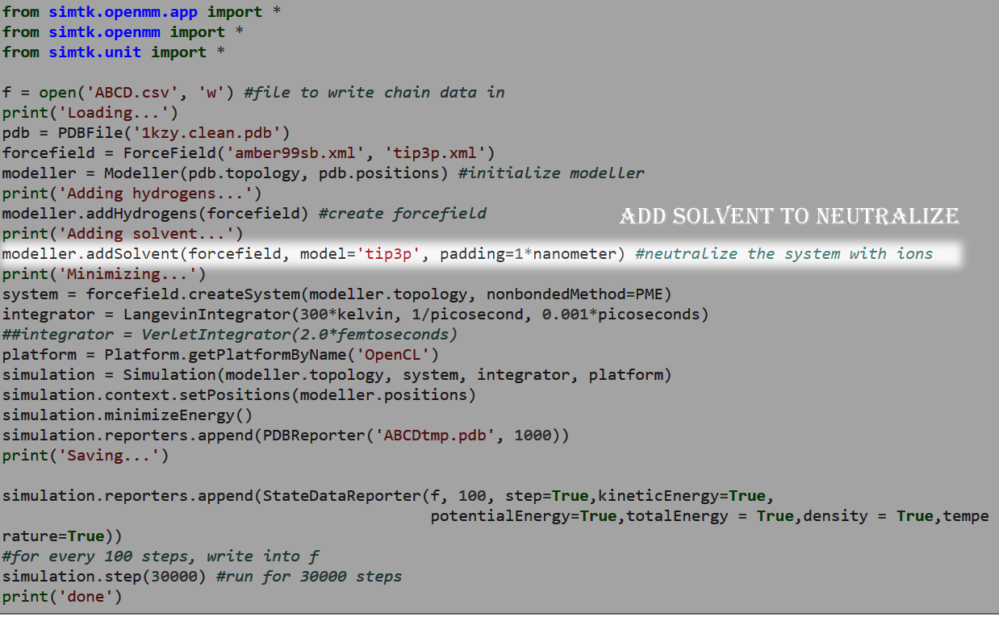 from simtk.openmm.app import *
from simtk.openmm import *
from simtk.unit import *
f = open('ABCD.csv', 'w') #file to write chain data in
print('Loading...')
pdb = PDBFile('1kzy.clean.pdb')
forcefield = ForceField('amber99sb.xml', 'tip3p.xml')
modeller = Modeller(pdb.topology, pdb.positions) #initialize modeller
print('Adding hydrogens...')
modeller.addHydrogens(forcefield) #create forcefield
ADD SOLVENT TO NEUTRALIZE
print('Adding solvent...')
modeller.addSolvent(forcefield, model='tip3p', padding=1*nanometer) #neutralize the system with ions
print('Minimizing...')
system = forcefield.createSystem(modeller.topology, nonbondedMethod=PME)
integrator = LangevinIntegrator(300*kelvin, 1/picosecond, 0.001*picoseconds)
##integrator = VerletIntegrator(2.0*femtoseconds)
platform = Platform.getPlatformByName('OpenCL')
simulation = Simulation(modeller.topology, system, integrator, platform)
simulation.context.setPositions(modeller.positions)
simulation.minimizeEnergy()
simulation.reporters.append(PDBReporter('ABCDtmp.pdb', 1000))
print('Saving...')
simulation.reporters.append(StateDataReporter(f, 100, step=True,kineticEnergy=True,
potentialEnergy=True,totalEnergy = True,density = True,tempe
rature=True))
#for every 100 steps, write into f
simulation.step(30000) #run for 30000 steps
print('done')